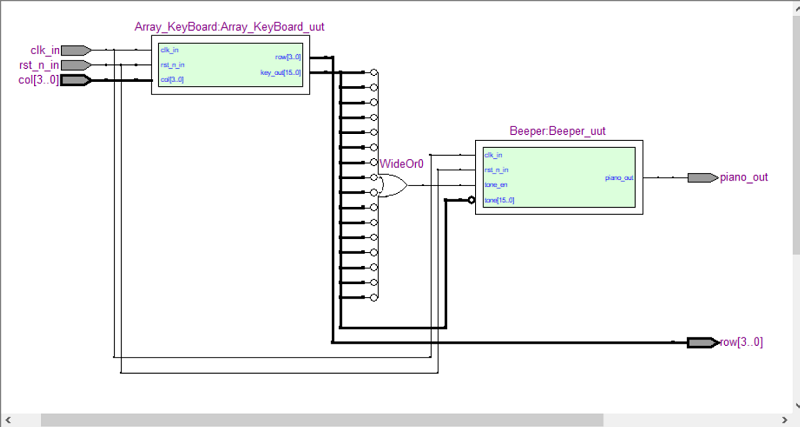 Array_KeyBoard:Array_KeyBoard_uut
clk_in
rst_n_in
col[3..0]
clk_in
rst_n_in
col[3..0]
row[3..0]
key_out[15..0]
WideOr0
Beeper:Beeper_uut
clk_in
rst_n_in
tone_en
tone[15..0]
piano_out
piano_out
row[3..0]